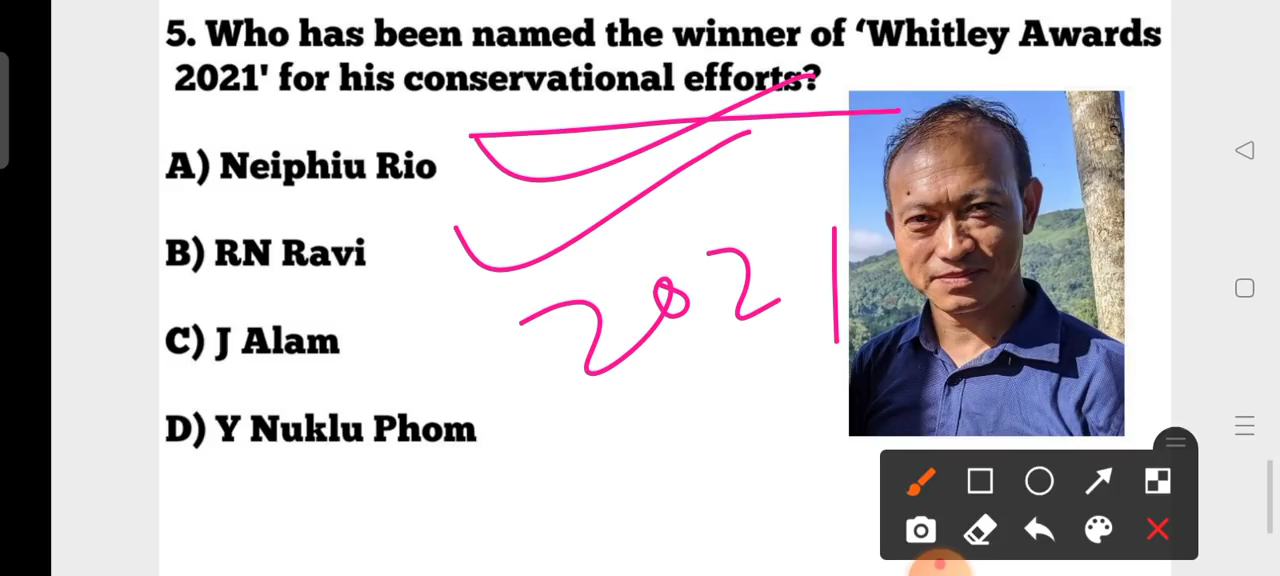 5. Who has been named the winner of ‘Whitley Awards
2021' for his conservational efforts?
A) Neiphiu Rio
B) RN Ravi
2021
C) J Alam
D) Y Nuklu Phom